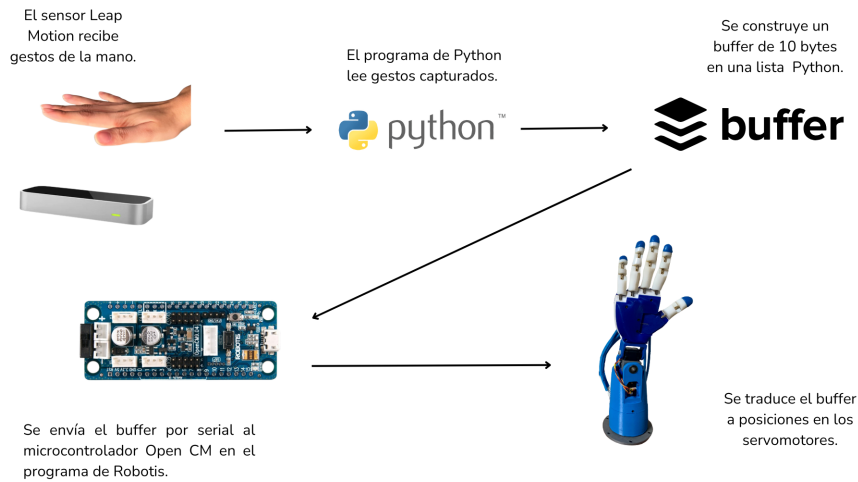 El sensor Leap
Motion recibe
gestos de la mano.
El programa de Python
lee gestos capturados.
Se construye un
buffer de 10 bytes
en una lista Python.
python™
buffer
Se envía el buffer por serial al
microcontrolador Open CM en el
programa de Robotis.
Se traduce el buffer
a posiciones en los
servomotores.